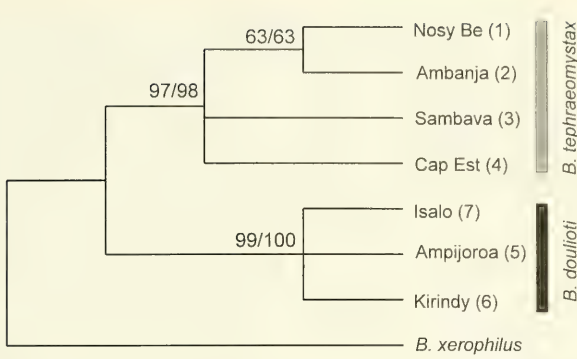 63/63
Nosy Be (1)
Ambanja (2)
97/98
Sambava (3)
Cap Est (4)
B. tephraeomystax
Isalo (7)
99/100
Ampijoroa (5)
Kirindy (6)
B. doulioti
B. xerophilus